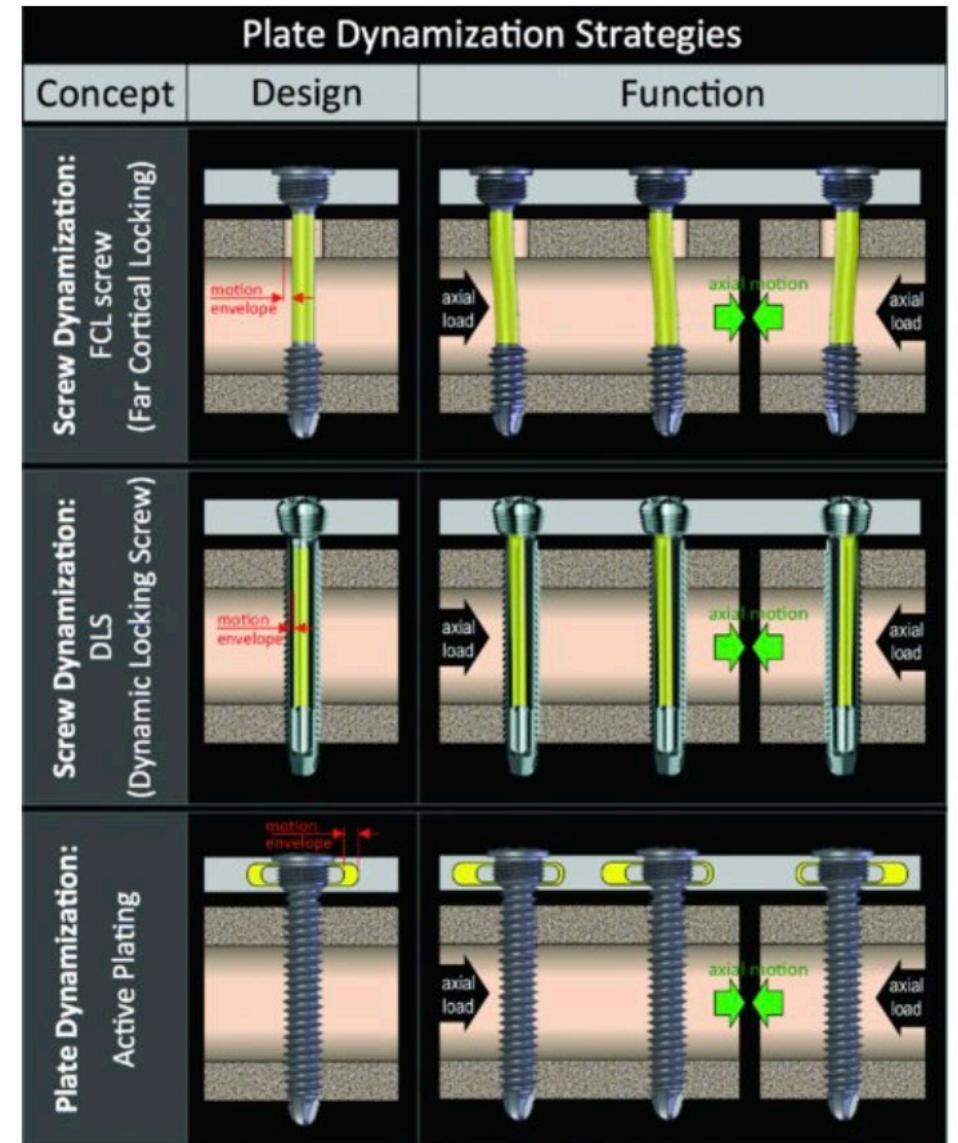 Plate Dynamization Strategies
Concept
Design
Function
Screw Dynamization:
FCL screw
(Far Cortical Locking)
motion
envelope
axial
load
axial motion
axial
load
Screw Dynamization:
DLS
(Dynamic Locking Screw)
motion
envelope
axial
load
axial motion
axial
load
Plate Dynamization:
Active Plating
motion
envelope
axial
load
axial motion
axial
load